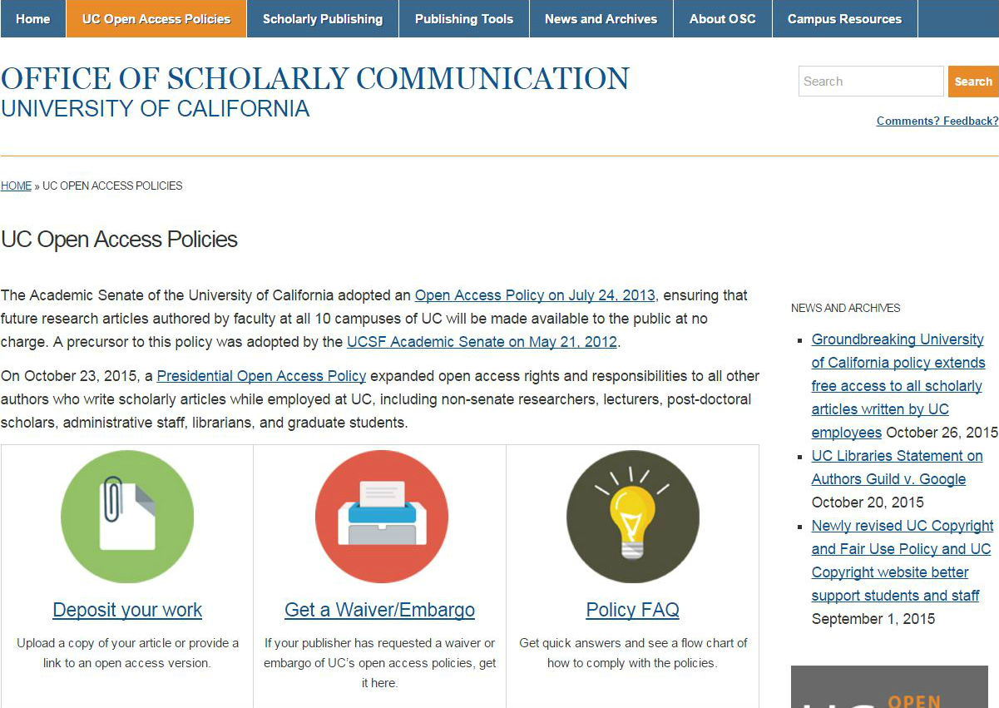 Home UC Open Access Policies Scholarly Publishing Publishing Tools News and Archives About OSC Campus Resources
OFFICE OF SCHOLARLY COMMUNICATION
UNIVERSITY OF CALIFORNIA
Search Search
Comments? Feedback?
HOME » UC OPEN ACCESS POLICIES
UC Open Access Policies
The Academic Senate of the University of California adopted an Open Access Policy on July 24, 2013, ensuring that
future research articles authored by faculty at all 10 campuses of UC will be made available to the public at no
charge. A precursor to this policy was adopted by the UCSF Academic Senate on May 21, 2012.
On October 23, 2015, a Presidential Open Access Policy expanded open access rights and responsibilities to all other
authors who write scholarly articles while employed at UC, including non-senate researchers, lecturers, post-doctoral
scholars, administrative staff, librarians, and graduate students.
Deposit your work
Upload a copy of your article or provide a
link to an open access version.
Get a Waiver/Embargo
If your publisher has requested a waiver or
embargo of UC's open access policies, get
it here.
Policy FAQ
Get quick answers and see a flow chart of
how to comply with the policies.
NEWS AND ARCHIVES
Groundbreaking University
of California policy extends
free access to all scholarly
articles written by UC
employees October 26, 2015
UC Libraries Statement on
Authors Guild v. Google
October 20, 2015
Newly revised UC Copyright
and Fair Use Policy and UC
Copyright website better
support students and staff
September 1, 2015
OPEN